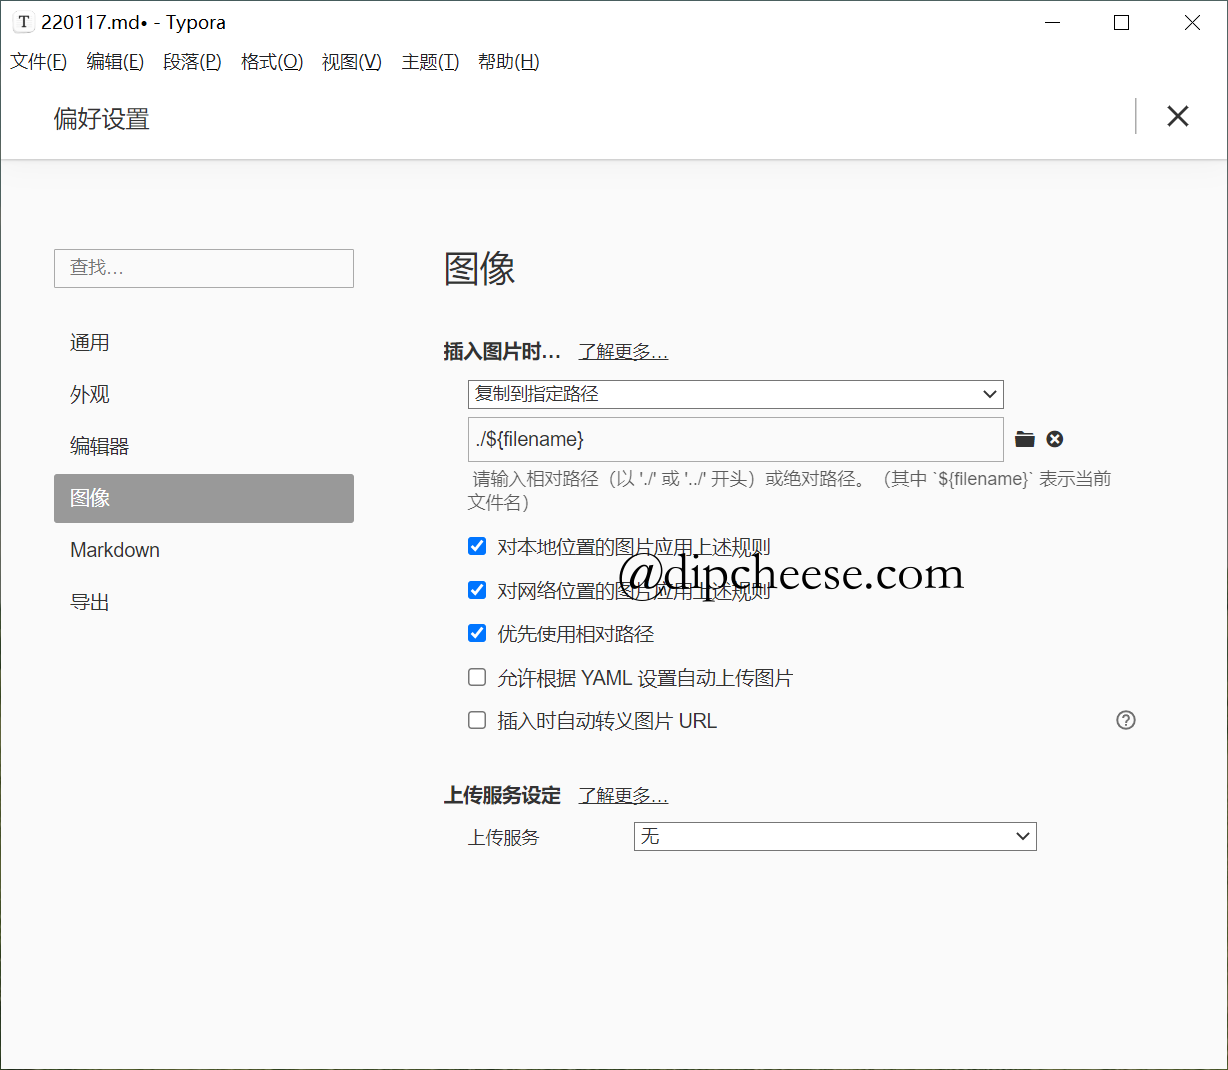 T 220117.md• - Typora
文件(F) 编辑(E) 段落(P) 格式(O) 视图(V) 主题(T) 帮助(H)
偏好设置
查找...
通用
外观
编辑器
图像
Markdown
导出
图像
插入图片时... 了解更多...
复制到指定路径
./${filename}
请输入相对路径（以 './' 或 '../' 开头）或绝对路径。（其中 `${filename}` 表示当前
文件名）
对本地位置的图片应用上述规则
@dipcheese.com
对网络位置的图片应用上述规则
优先使用相对路径
允许根据 YAML 设置自动上传图片
插入时自动转义图片 URL
上传服务设定 了解更多...
上传服务 无